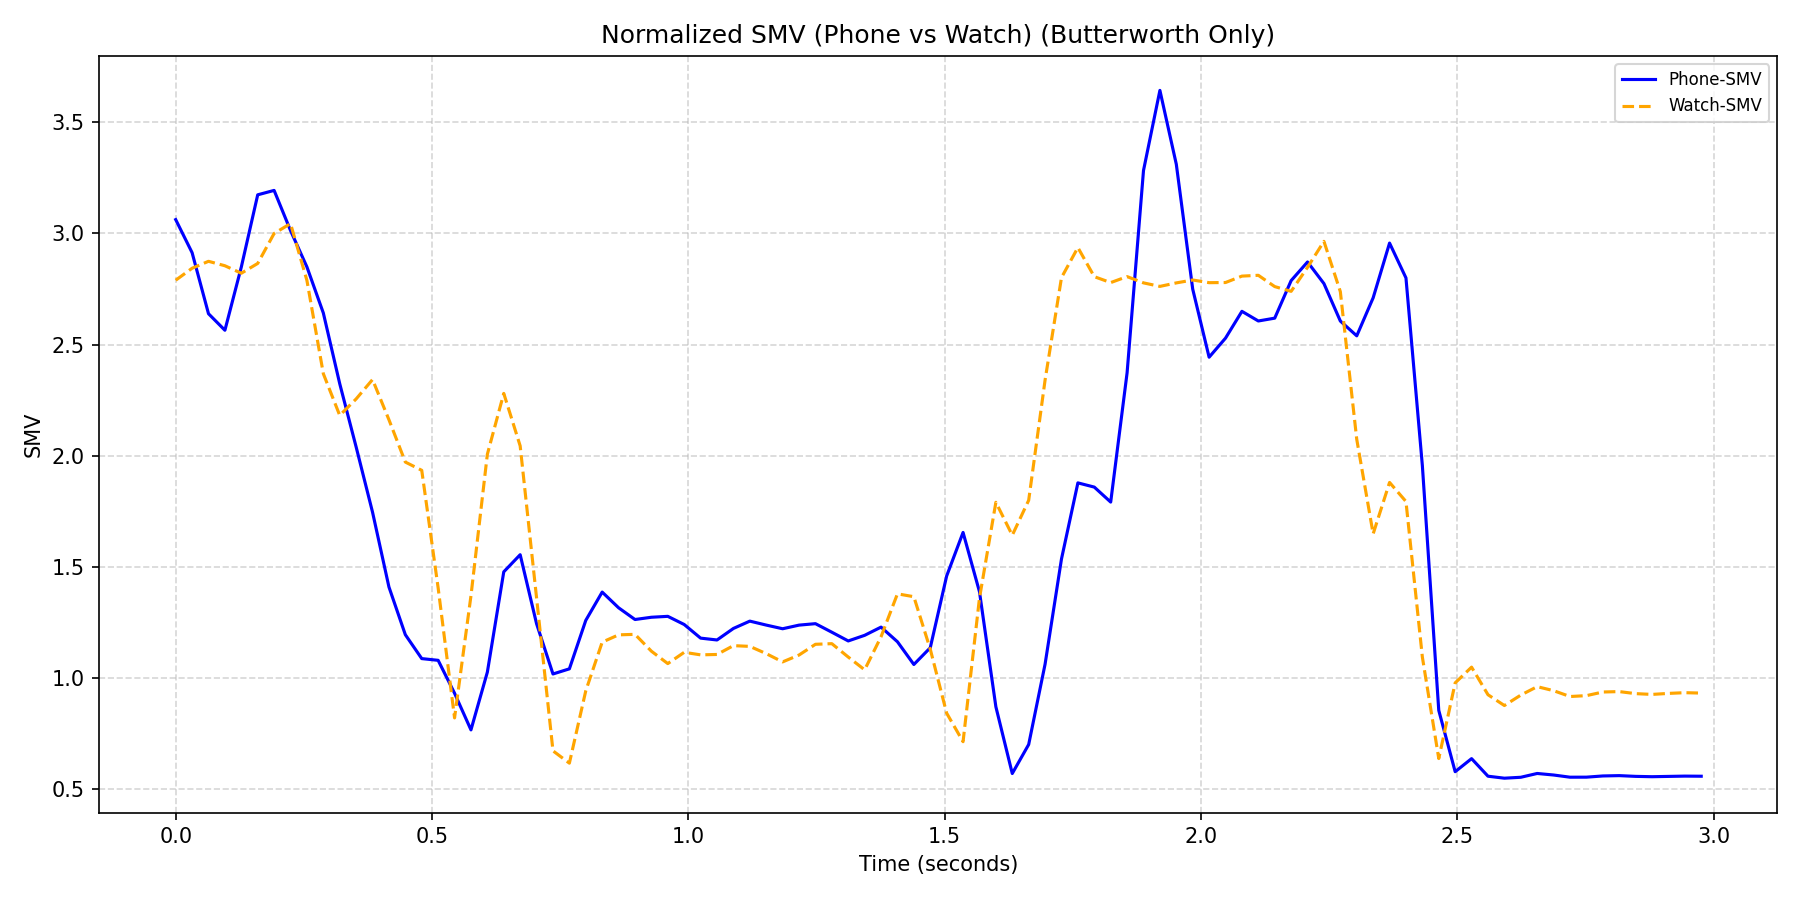 Normalized SMV (Phone vs Watch) (Butterworth Only)
Phone-SMV
Watch-SMV
3.5
3.0
2.5
2.0
1.5
1.0
0.5
SMV
0.0 0.5 1.0 1.5 2.0 2.5 3.0
Time (seconds)